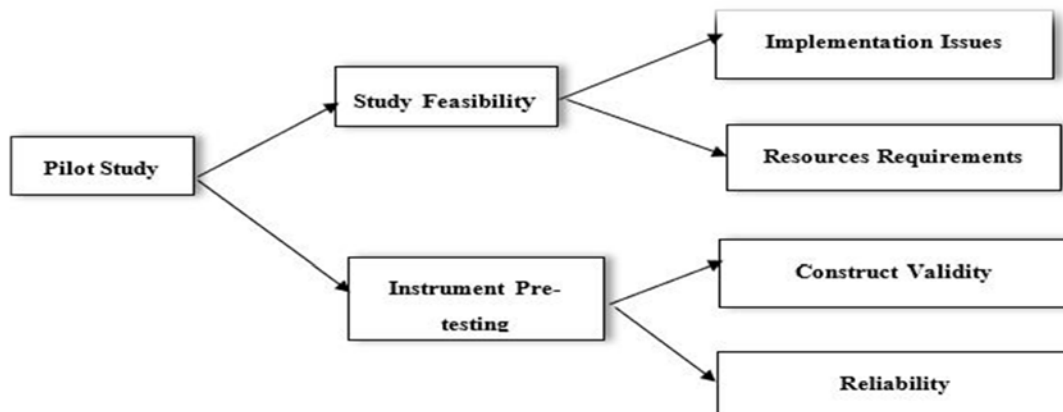 Implementation Issues
Study Feasibility
Pilot Study
Resources Requirements
Instrument Pre-
testing
Construct Validity
Reliability